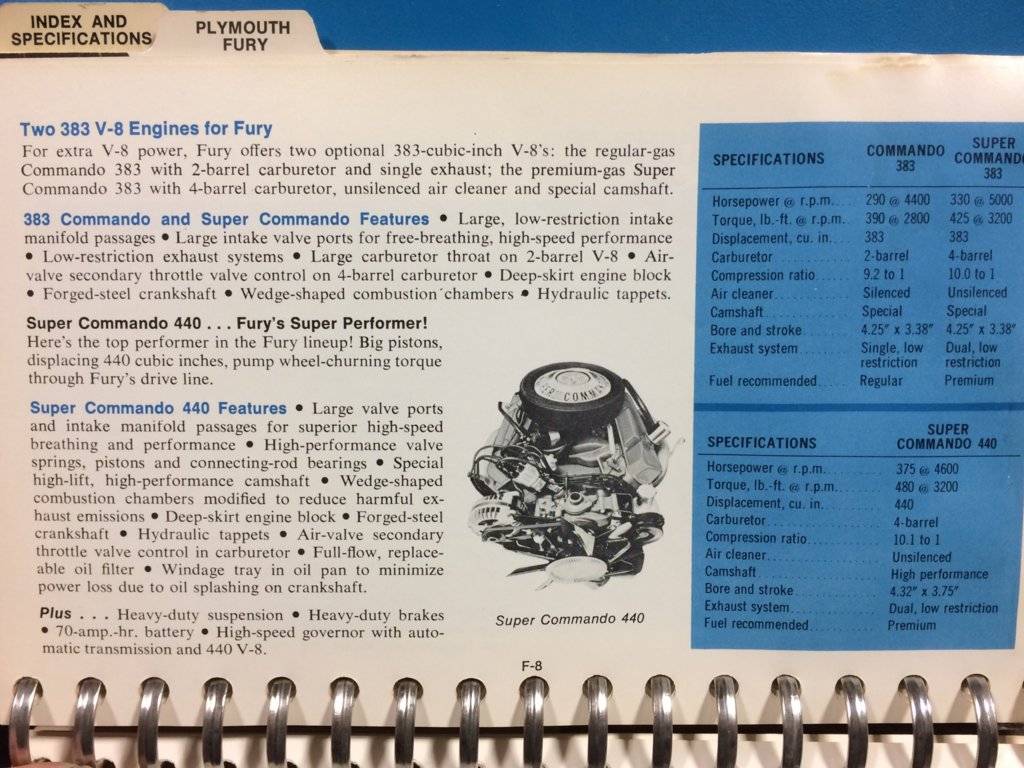 INDEX AND
SPECIFICATIONS
PLYMOUTH
FURY
Two 383 V-8 Engines for Fury
For extra V-8 power, Fury offers two optional 383-cubic-inch V-8's: the regular-gas
Commando 383 with 2-barrel carburetor and single exhaust; the premium-gas Super
Commando 383 with 4-barrel carburetor, unsilenced air cleaner and special camshaft.
383 Commando and Super Commando Features • Large, low-restriction intake
manifold passages • Large intake valve ports for free-breathing, high-speed performance
• Low-restriction exhaust systems • Large carburetor throat on 2-barrel V-8 • Air-
valve secondary throttle valve control on 4-barrel carburetor • Deep-skirt engine block
• Forged-steel crankshaft • Wedge-shaped combustion chambers • Hydraulic tappets.
Super Commando 440 . . . Fury's Super Performer!
Here's the top performer in the Fury lineup! Big pistons,
displacing 440 cubic inches, pump wheel-churning torque
through Fury's drive line.
Super Commando 440 Features • Large valve ports
and intake manifold passages for superior high-speed
breathing and performance • High-performance valve
springs, pistons and connecting-rod bearings • Special
high-lift, high-performance camshaft • Wedge-shaped
combustion chambers modified to reduce harmful ex-
haust emissions • Deep-skirt engine block • Forged-steel
crankshaft • Hydraulic tappets • Air-valve secondary
throttle valve control in carburetor • Full-flow, replace-
able oil filter • Windage tray in oil pan to minimize
power loss due to oil splashing on crankshaft.
Plus . . . Heavy-duty suspension • Heavy-duty brakes
• 70-amp.-hr. battery • High-speed governor with auto-
matic transmission and 440 V-8.
Super Commando 440
SPECIFICATIONS COMMANDO 383 SUPER COMMANDO 383
Horsepower @ r.p.m. 290 @ 4400 330 @ 5000
Torque, lb.-ft. @ r.p.m. 390 @ 2800 425 @ 3200
Displacement, cu. in. 383 383
Carburetor 2-barrel 4-barrel
Compression ratio 9.2 to 1 10.0 to 1
Air cleaner Silenced Unsilenced
Camshaft Special Special
Bore and stroke 4.25" x 3.38" 4.25" x 3.38"
Exhaust system Single, low restriction Dual, low restriction
Fuel recommended Regular Premium
SPECIFICATIONS SUPER COMMANDO 440
Horsepower @ r.p.m. 375 @ 4600
Torque, lb.-ft. @ r.p.m. 480 @ 3200
Displacement, cu. in. 440
Carburetor 4-barrel
Compression ratio 10.1 to 1
Air cleaner Unsilenced
Camshaft High performance
Bore and stroke 4.32" x 3.75"
Exhaust system Dual, low restriction
Fuel recommended Premium
F-8